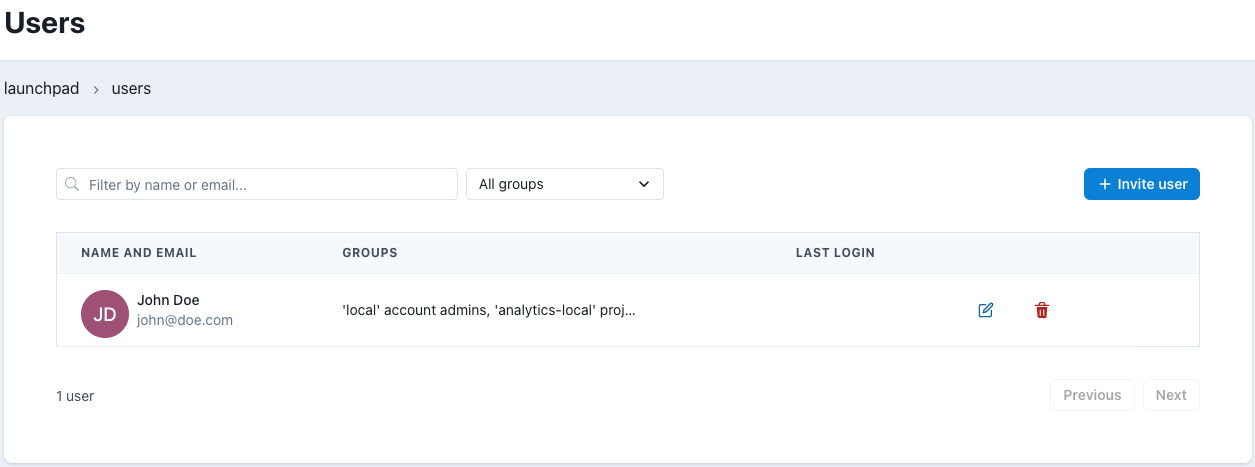 Users
launchpad > users
Filter by name or email...
All groups
+ Invite user
NAME AND EMAIL GROUPS LAST LOGIN
JD
John Doe
john@doe.com
'local' account admins, 'analytics-local' proj...
1 user
Previous
Next